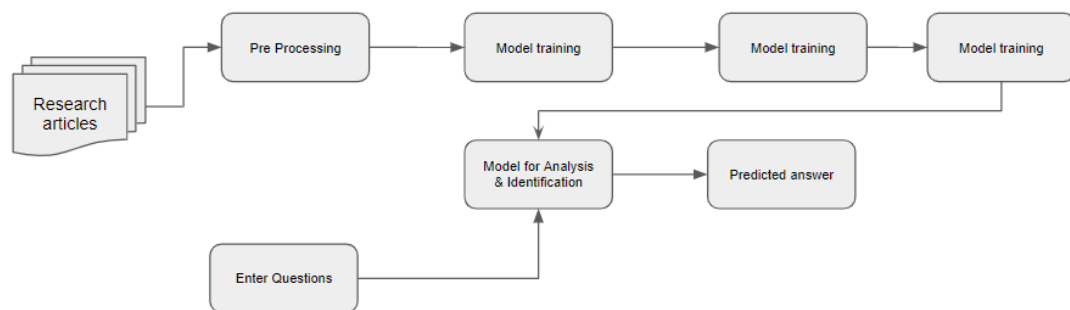 Pre Processing
Model training
Model training
Model training
Research
articles
Model for Analysis
& Identification
Predicted answer
Enter Questions